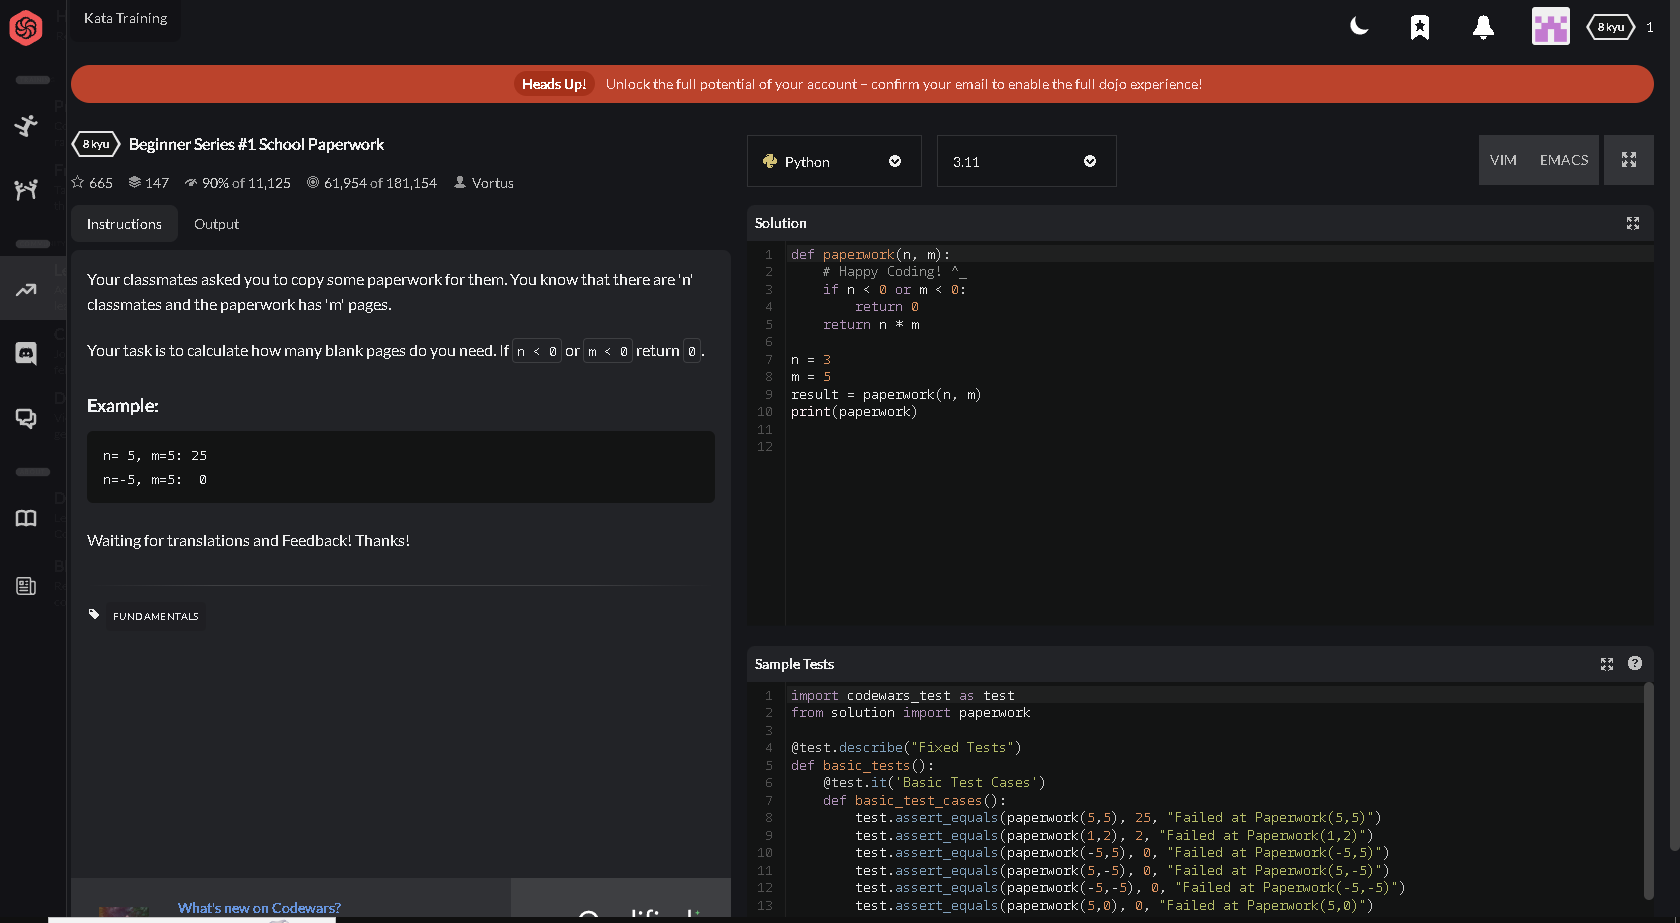 Kata Training
8 kyu 1
Heads Up! Unlock the full potential of your account – confirm your email to enable the full dojo experience!
8 kyu Beginner Series #1 School Paperwork
665 147 90% of 11,125 61,954 of 181,154 Vortus
Instructions Output
Your classmates asked you to copy some paperwork for them. You know that there are 'n'
classmates and the paperwork has 'm' pages.
Your task is to calculate how many blank pages do you need. If n < 0 or m < 0 return 0.
Example:
n= 5, m=5: 25
n=-5, m=5:  0
Waiting for translations and Feedback! Thanks!
FUNDAMENTALS
What's new on Codewars?
Python 3.11 VIM EMACS
Solution
1 def paperwork(n, m):
2     # Happy Coding! ^_
3     if n < 0 or m < 0:
4         return 0
5     return n * m
6
7 n = 3
8 m = 5
9 result = paperwork(n, m)
10 print(paperwork)
11
12
Sample Tests
1 import codewars_test as test
2 from solution import paperwork
3
4 @test.describe("Fixed Tests")
5 def basic_tests():
6     @test.it('Basic Test Cases')
7     def basic_test_cases():
8         test.assert_equals(paperwork(5,5), 25, "Failed at Paperwork(5,5)")
9         test.assert_equals(paperwork(1,2), 2, "Failed at Paperwork(1,2)")
10         test.assert_equals(paperwork(-5,5), 0, "Failed at Paperwork(-5,5)")
11         test.assert_equals(paperwork(5,-5), 0, "Failed at Paperwork(5,-5)")
12         test.assert_equals(paperwork(-5,-5), 0, "Failed at Paperwork(-5,-5)")
13         test.assert_equals(paperwork(5,0), 0, "Failed at Paperwork(5,0)")